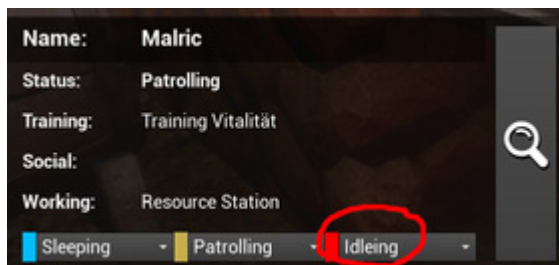 Name: Malric
Status: Patrolling
Training: Training Vitalität
Social:
Working: Resource Station
Sleeping Patrolling Idleing